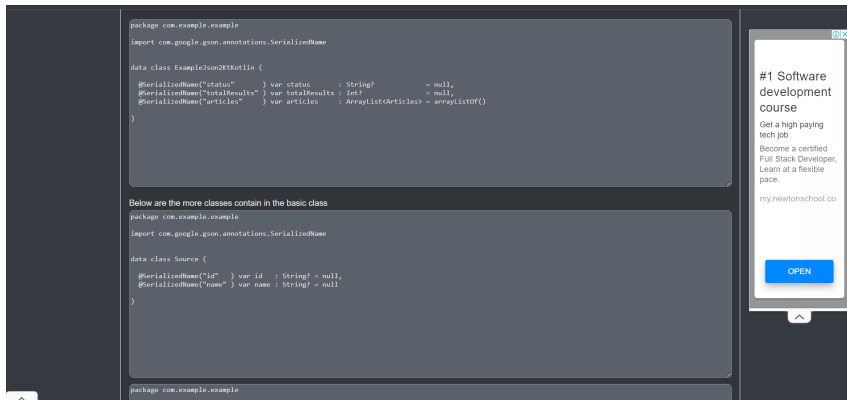 package com.example.example
import com.google.gson.annotations.SerializedName
data class ExampleJson2KtKotlin (
@SerializedName("status" ) var status : String? = null,
@SerializedName("totalResults" ) var totalResults : Int? = null,
@SerializedName("articles" ) var articles : ArrayList<Articles> = arrayListOf()
)
Below are the more classes contain in the basic class
package com.example.example
import com.google.gson.annotations.SerializedName
data class Source (
@SerializedName("id" ) var id : String? = null,
@SerializedName("name" ) var name : String? = null
)
package com.example.example
#1 Software
development
course
Get a high paying
tech job
Become a certified
Full Stack Developer,
Learn at a flexible
pace.
my.newtonschool.co
OPEN